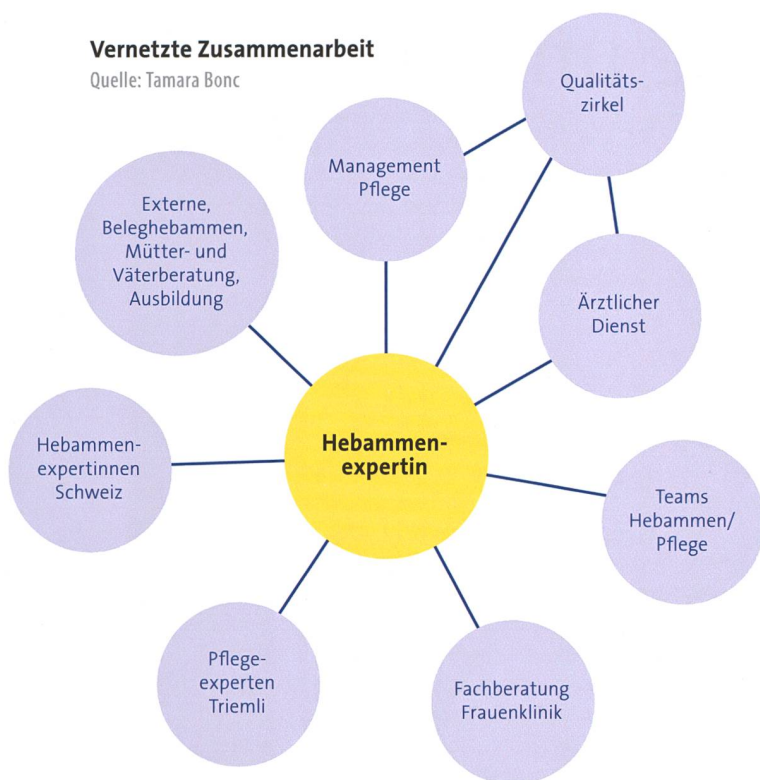 Vernetzte Zusammenarbeit
Quelle: Tamara Bonc
Qualitäts-
zirkel
Management
Pflege
Externe,
Beleghebammen,
Mütter- und
Väterberatung,
Ausbildung
Ärztlicher
Dienst
Hebammen-
expertin
Hebammen-
expertinnen
Schweiz
Teams
Hebammen/
Pflege
Pflege-
experten
Triemli
Fachberatung
Frauenklinik